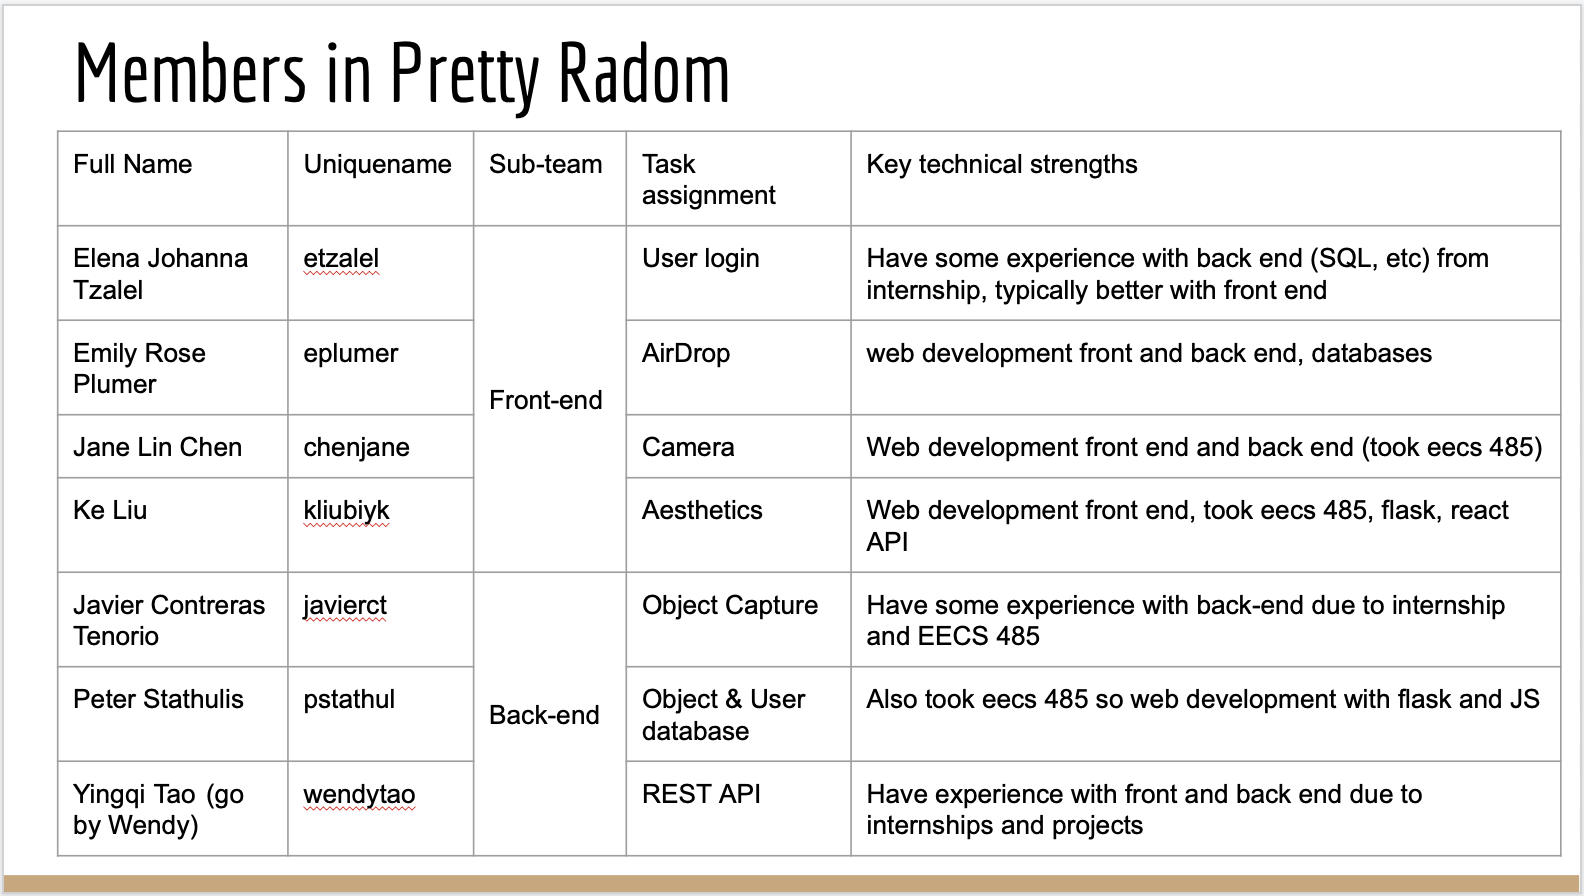 Members in Pretty Radom
Full Name
Uniquename
Sub-team
Task
assignment
Key technical strengths
Elena Johanna
Tzalel
etzalel
Front-end
User login
Have some experience with back end (SQL, etc) from
internship, typically better with front end
Emily Rose
Plumer
eplumer
AirDrop
web development front and back end, databases
Jane Lin Chen
chenjane
Camera
Web development front end and back end (took eecs 485)
Ke Liu
kliubiyk
Aesthetics
Web development front end, took eecs 485, flask, react
API
Javier Contreras
Tenorio
javierct
Back-end
Object Capture
Have some experience with back-end due to internship
and EECS 485
Peter Stathulis
pstathul
Object & User
database
Also took eecs 485 so web development with flask and JS
Yingqi Tao (go
by Wendy)
wendytao
REST API
Have experience with front and back end due to
internships and projects